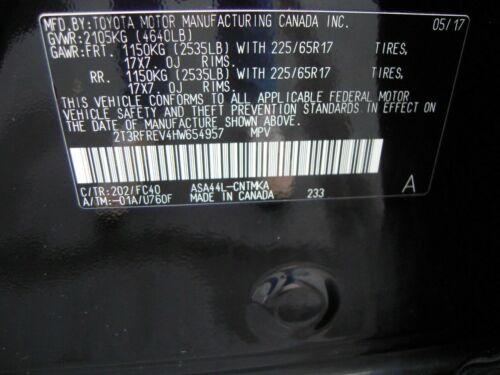 MFD.BY: TOYOTA MOTOR MANUFACTURING CANADA INC. 05/17
GVWR: 2105KG (4640LB)
GAWR: FRT. 1150KG (2535LB) WITH 225/65R17 TIRES,
17X7.0J RIMS.
RR. 1150KG (2535LB) WITH 225/65R17 TIRES,
17X7.0J RIMS.
THIS VEHICLE CONFORMS TO ALL APPLICABLE FEDERAL MOTOR
VEHICLE SAFETY AND THEFT PREVENTION STANDARDS IN EFFECT ON
THE DATE OF MANUFACTURE SHOWN ABOVE.
2T3RFREV4HW654957 MPV
C/TR: 202/FC40 ASA44L-CNTMKA A
A/TM: -01A/U760F MADE IN CANADA 233